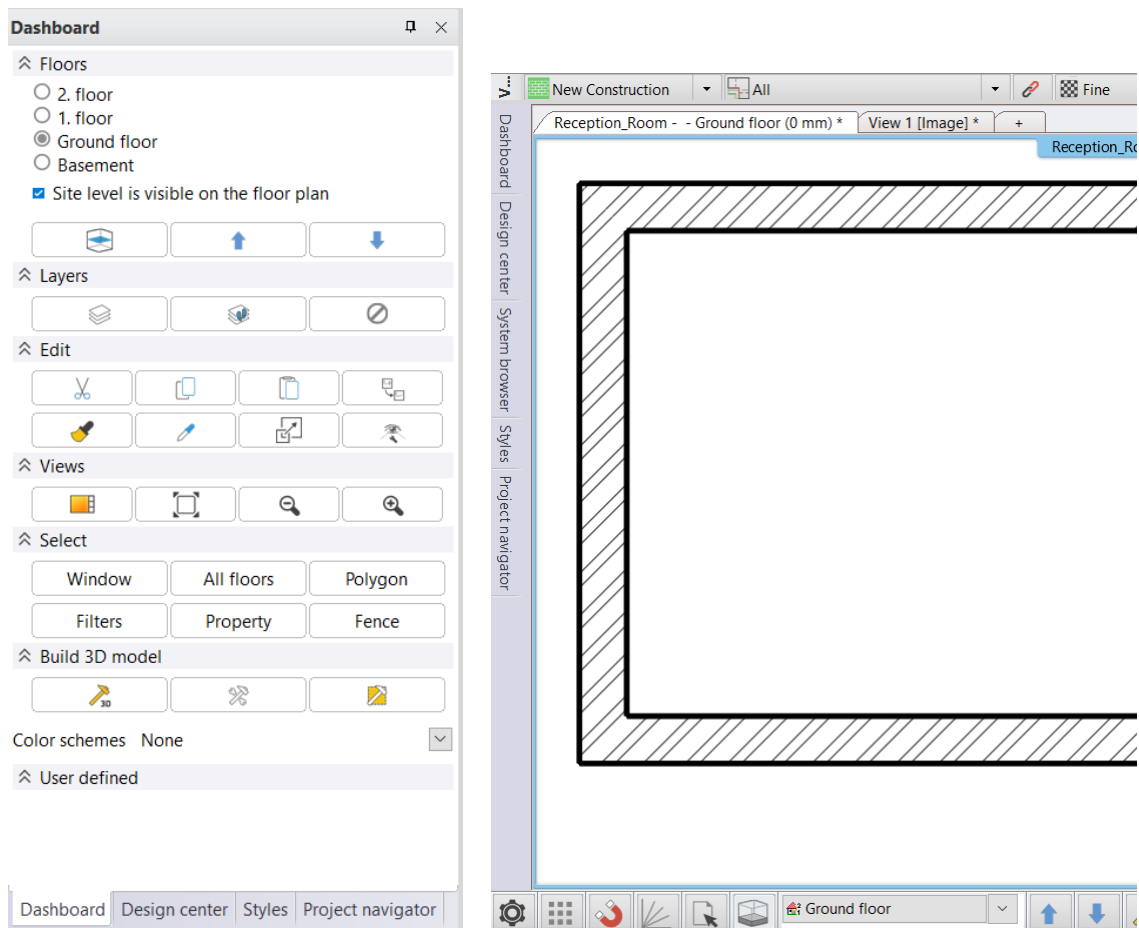 Dashboard
Floors
2. floor
1. floor
Ground floor
Basement
Site level is visible on the floor plan
Layers
Edit
Views
Select
Window All floors Polygon
Filters Property Fence
Build 3D model
3D
Color schemes None
User defined
Dashboard Design center Styles Project navigator
New Construction All Fine
Reception_Room - - Ground floor (0 mm) * View 1 [Image] * +
Reception_Ro
Dashboard
Design center
System browser
Styles
Project navigator
Ground floor